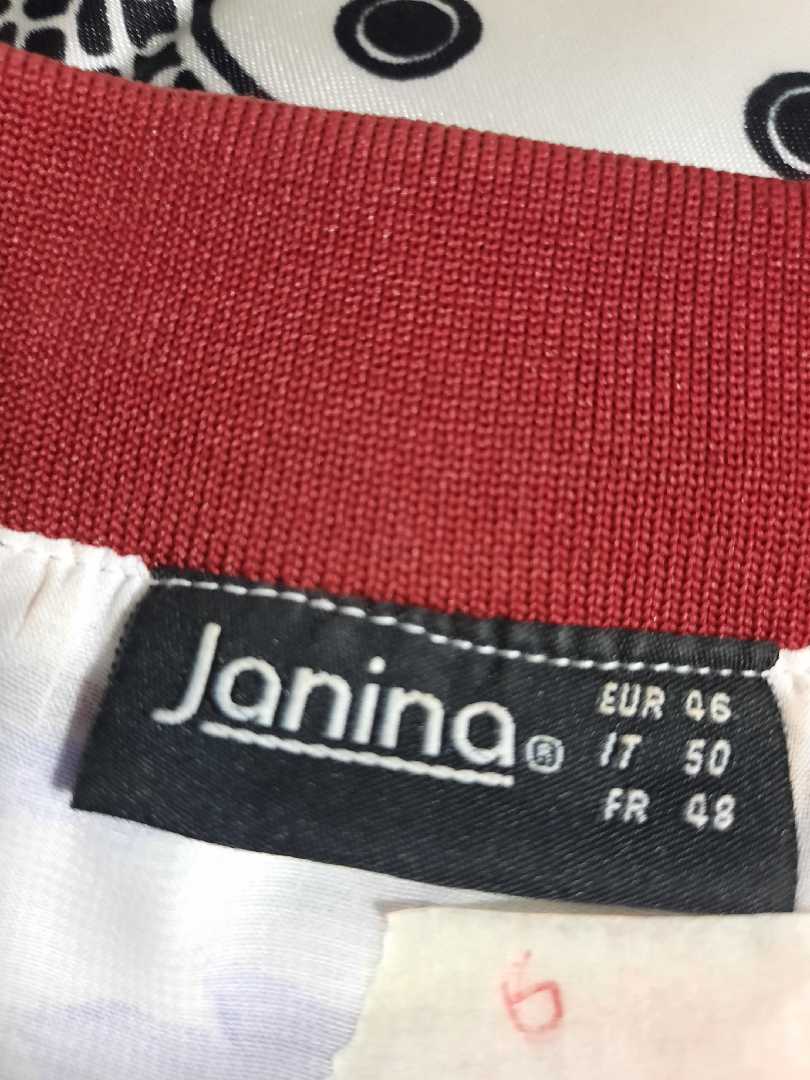 Janina®
EUR 46
IT 50
FR 48